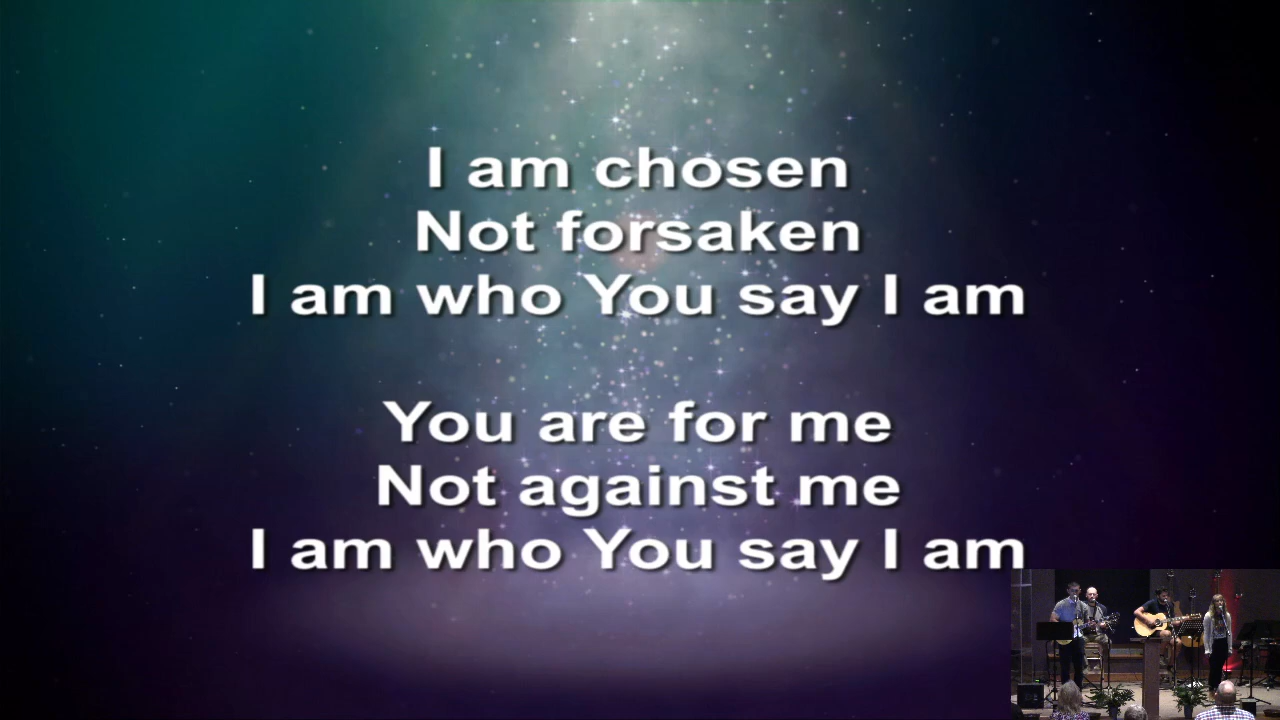 I am chosen
Not forsaken
I am who You say I am
You are for me
Not against me
I am who You say I am